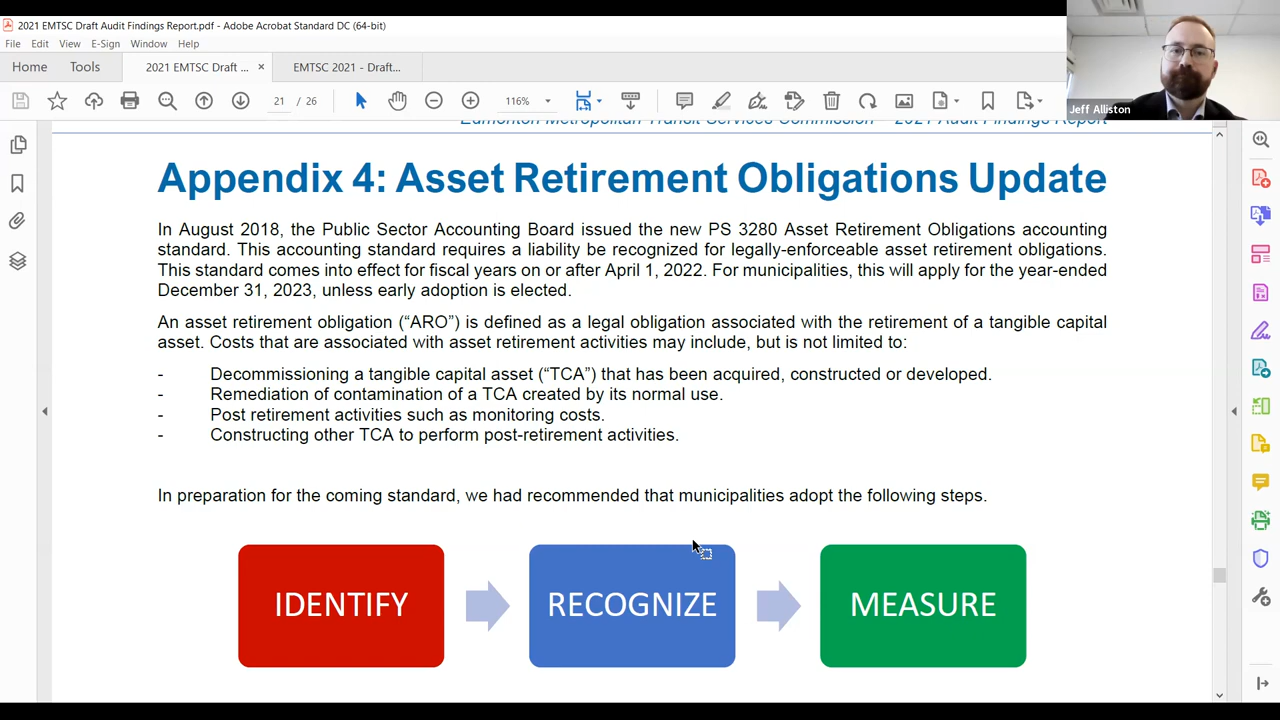 2021 EMTSC Draft Audit Findings Report.pdf - Adobe Acrobat Standard DC (64-bit)
File Edit View E-Sign Window Help
Home Tools 2021 EMTSC Draft ... × EMTSC 2021 - Draft...
21 / 26 116%
Jeff Alliston
Edmonton Metropolitan Transit Services Commission – 2021 Audit Findings Report
Appendix 4: Asset Retirement Obligations Update
In August 2018, the Public Sector Accounting Board issued the new PS 3280 Asset Retirement Obligations accounting
standard. This accounting standard requires a liability be recognized for legally-enforceable asset retirement obligations.
This standard comes into effect for fiscal years on or after April 1, 2022. For municipalities, this will apply for the year-ended
December 31, 2023, unless early adoption is elected.
An asset retirement obligation (“ARO”) is defined as a legal obligation associated with the retirement of a tangible capital
asset. Costs that are associated with asset retirement activities may include, but is not limited to:
- Decommissioning a tangible capital asset (“TCA”) that has been acquired, constructed or developed.
- Remediation of contamination of a TCA created by its normal use.
- Post retirement activities such as monitoring costs.
- Constructing other TCA to perform post-retirement activities.
In preparation for the coming standard, we had recommended that municipalities adopt the following steps.
IDENTIFY
RECOGNIZE
MEASURE